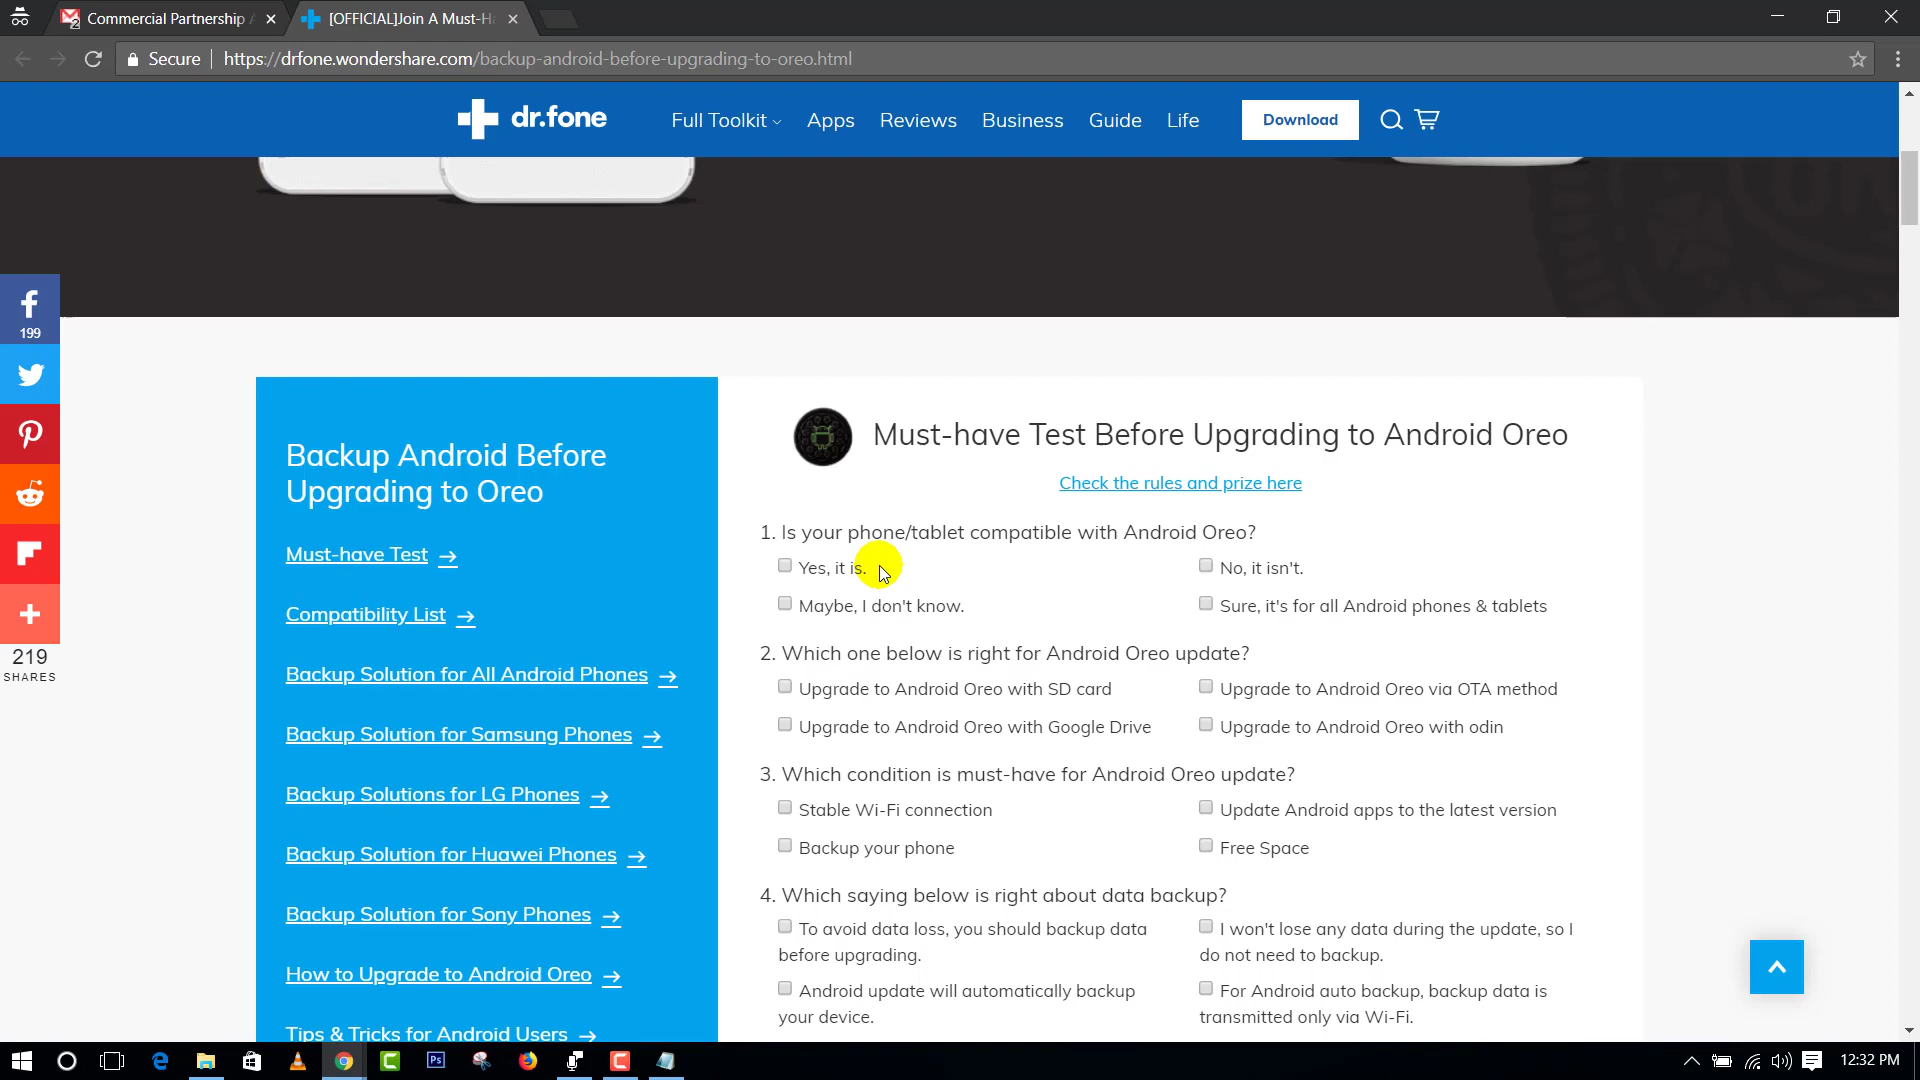 Commercial Partnership
[OFFICIAL]Join A Must-H
2
Secure
https://drfone.wondershare.com/backup-android-before-upgrading-to-oreo.html
dr.fone
Full Toolkit
Apps
Reviews
Business
Guide
Life
Download
199
219
SHARES
Backup Android Before
Upgrading to Oreo
Must-have Test →
Compatibility List →
Backup Solution for All Android Phones →
Backup Solution for Samsung Phones →
Backup Solutions for LG Phones →
Backup Solution for Huawei Phones →
Backup Solution for Sony Phones →
How to Upgrade to Android Oreo →
Tips & Tricks for Android Users →
Must-have Test Before Upgrading to Android Oreo
Check the rules and prize here
1. Is your phone/tablet compatible with Android Oreo?
Yes, it is.
No, it isn't.
Maybe, I don't know.
Sure, it's for all Android phones & tablets
2. Which one below is right for Android Oreo update?
Upgrade to Android Oreo with SD card
Upgrade to Android Oreo via OTA method
Upgrade to Android Oreo with Google Drive
Upgrade to Android Oreo with odin
3. Which condition is must-have for Android Oreo update?
Stable Wi-Fi connection
Update Android apps to the latest version
Backup your phone
Free Space
4. Which saying below is right about data backup?
To avoid data loss, you should backup data
before upgrading.
I won't lose any data during the update, so I
do not need to backup.
Android update will automatically backup
your device.
For Android auto backup, backup data is
transmitted only via Wi-Fi.
Ps
12:32 PM